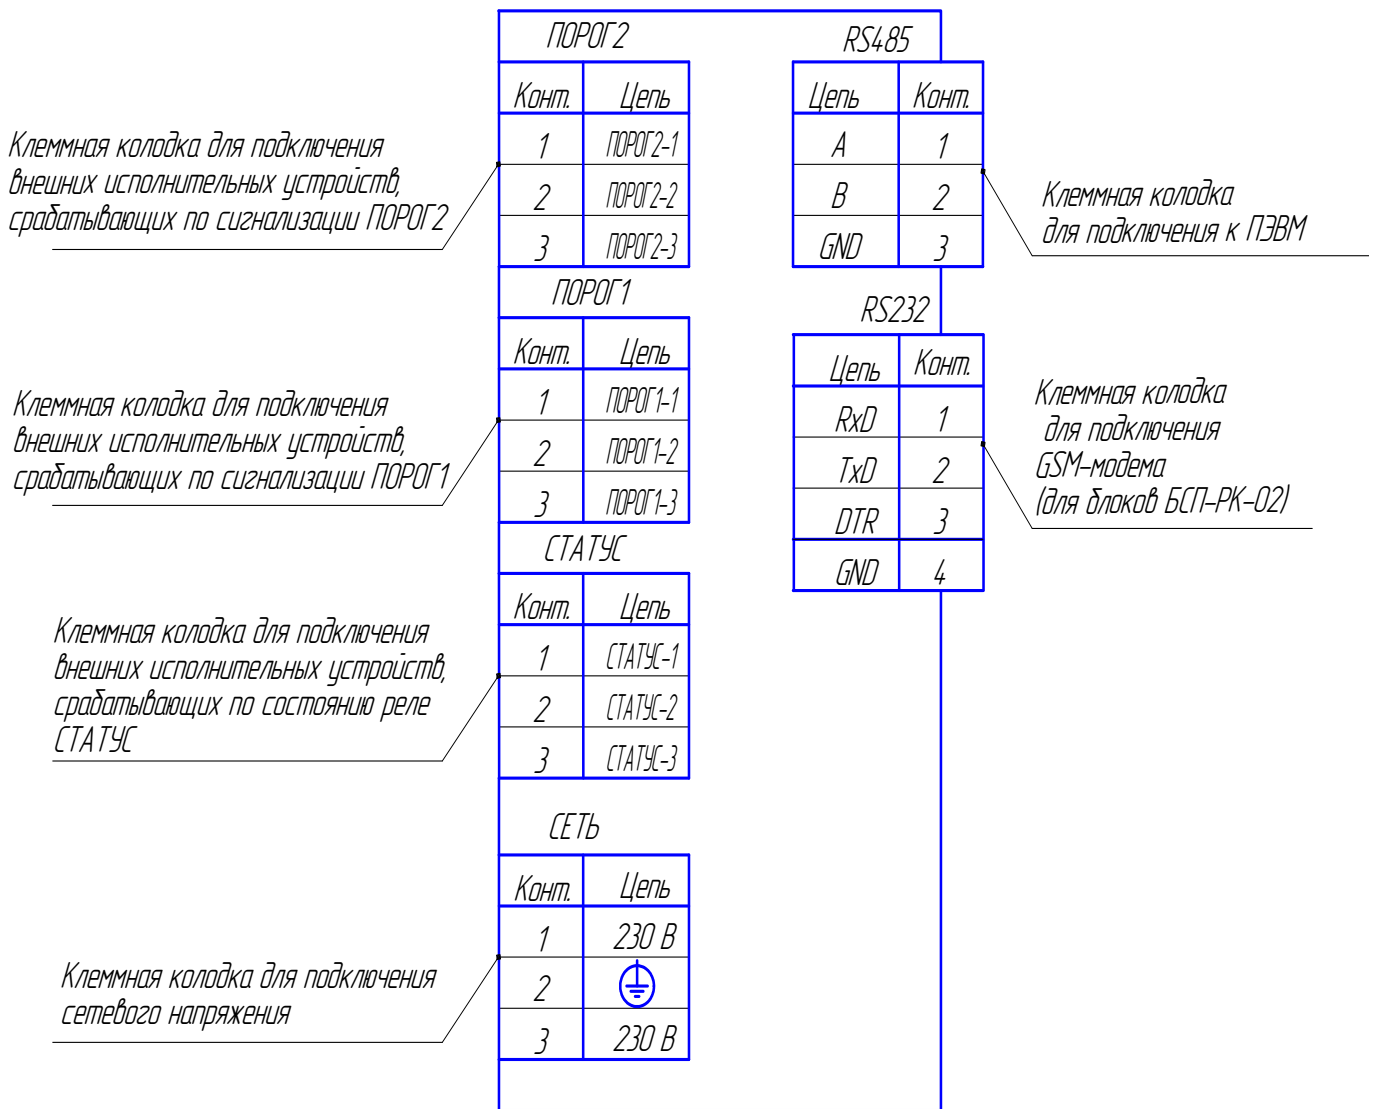 ПОРОГ2
Конт. Цепь
1 ПОРОГ2-1
2 ПОРОГ2-2
3 ПОРОГ2-3
Клеммная колодка для подключения
внешних исполнительных устройств,
срабатывающих по сигнализации ПОРОГ2
ПОРОГ1
Конт. Цепь
1 ПОРОГ1-1
2 ПОРОГ1-2
3 ПОРОГ1-3
Клеммная колодка для подключения
внешних исполнительных устройств,
срабатывающих по сигнализации ПОРОГ1
СТАТУС
Конт. Цепь
1 СТАТУС-1
2 СТАТУС-2
3 СТАТУС-3
Клеммная колодка для подключения
внешних исполнительных устройств,
срабатывающих по состоянию реле
СТАТУС
СЕТЬ
Конт. Цепь
1 230 В
2
3 230 В
Клеммная колодка для подключения
сетевого напряжения
RS485
Цепь Конт.
A 1
B 2
GND 3
Клеммная колодка
для подключения к ПЭВМ
RS232
Цепь Конт.
RxD 1
TxD 2
DTR 3
GND 4
Клеммная колодка
для подключения
GSM-модема
(для блоков БСП-РК-02)